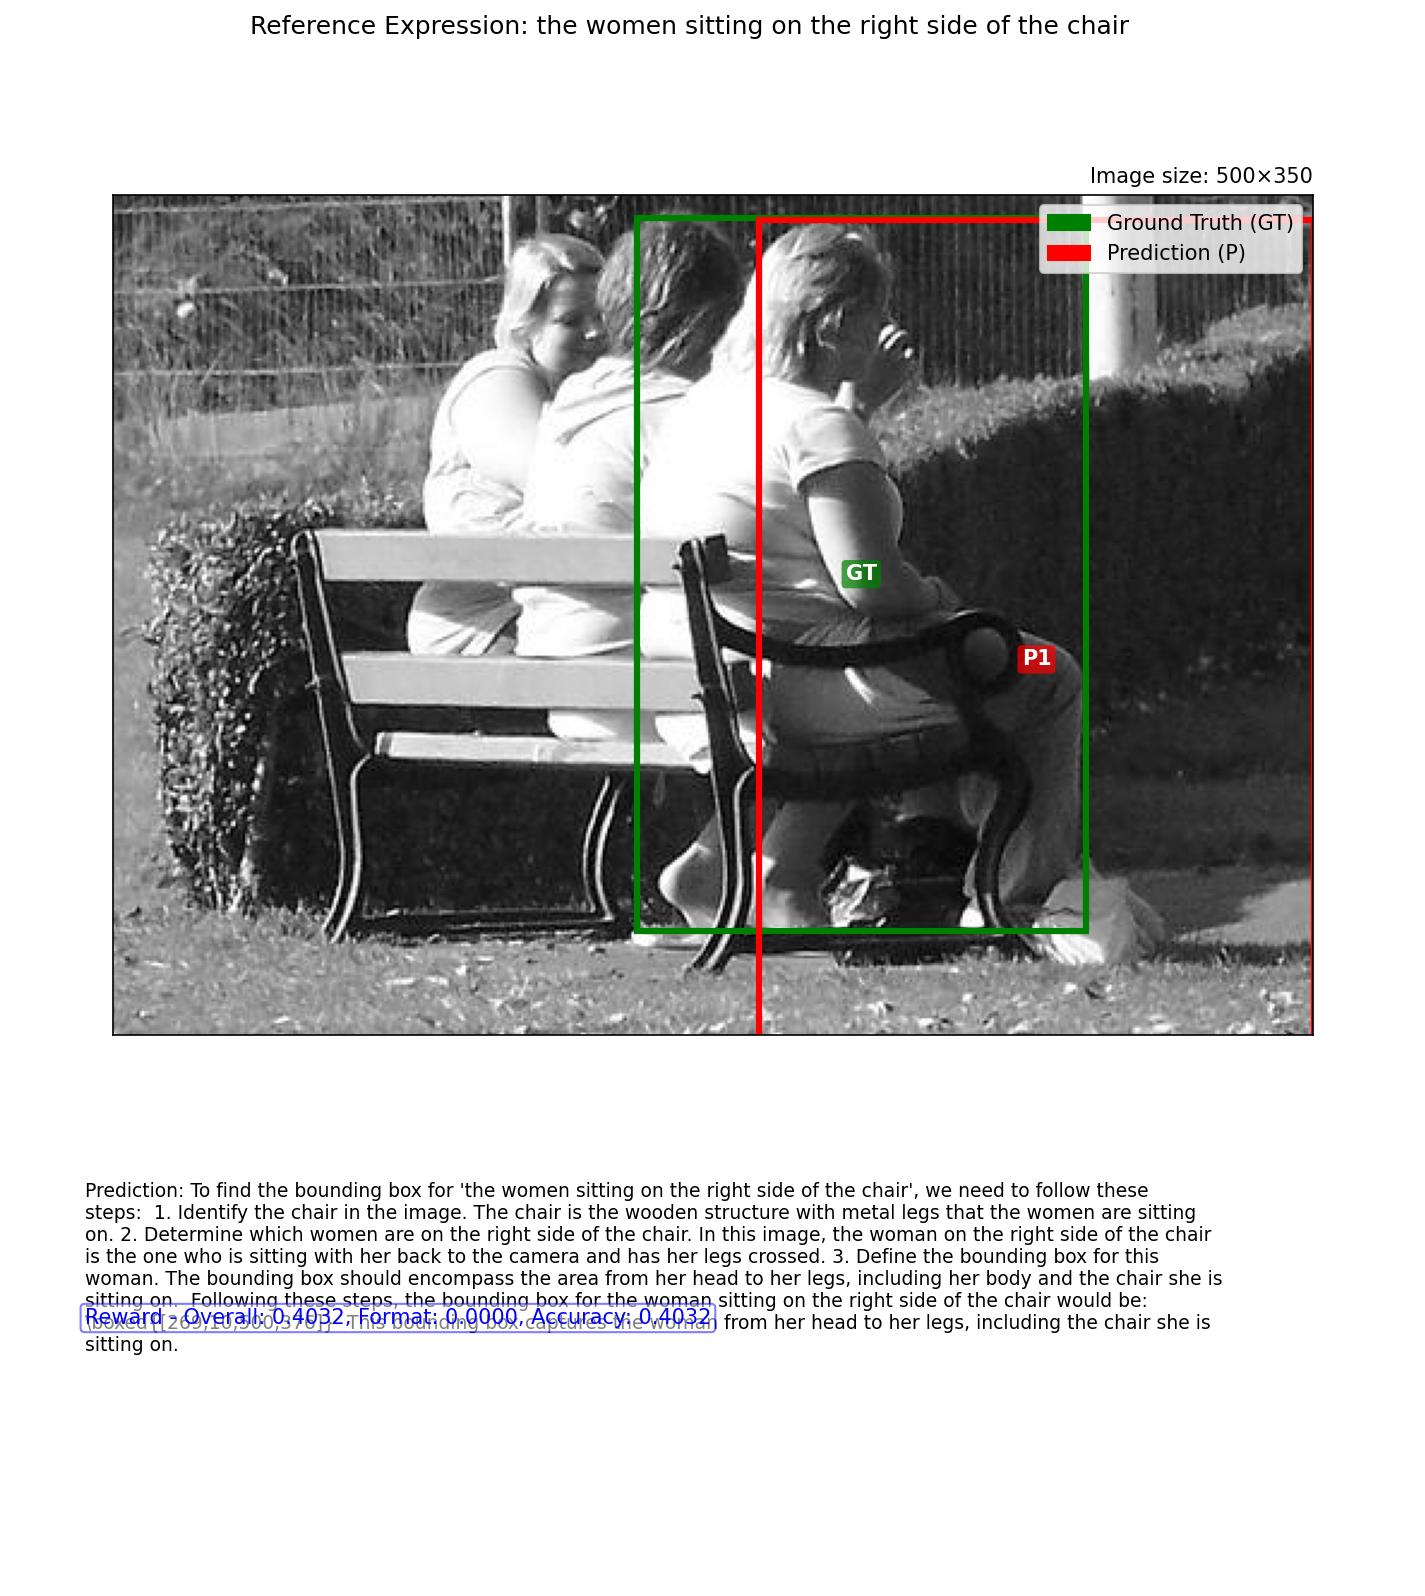 Reference Expression: the women sitting on the right side of the chair
Image size: 500×350
Ground Truth (GT)
Prediction (P)
GT
P1
Prediction: To find the bounding box for 'the women sitting on the right side of the chair', we need to follow these
steps:  1. Identify the chair in the image. The chair is the wooden structure with metal legs that the women are sitting
on. 2. Determine which women are on the right side of the chair. In this image, the woman on the right side of the chair
is the one who is sitting with her back to the camera and has her legs crossed. 3. Define the bounding box for this
woman. The bounding box should encompass the area from her head to her legs, including her body and the chair she is
sitting on.  Following these steps, the bounding box for the woman sitting on the right side of the chair would be:
Reward - Overall: 0.4032, Format: 0.0000, Accuracy: 0.4032
This bounding box captures the woman from her head to her legs, including the chair she is
sitting on.